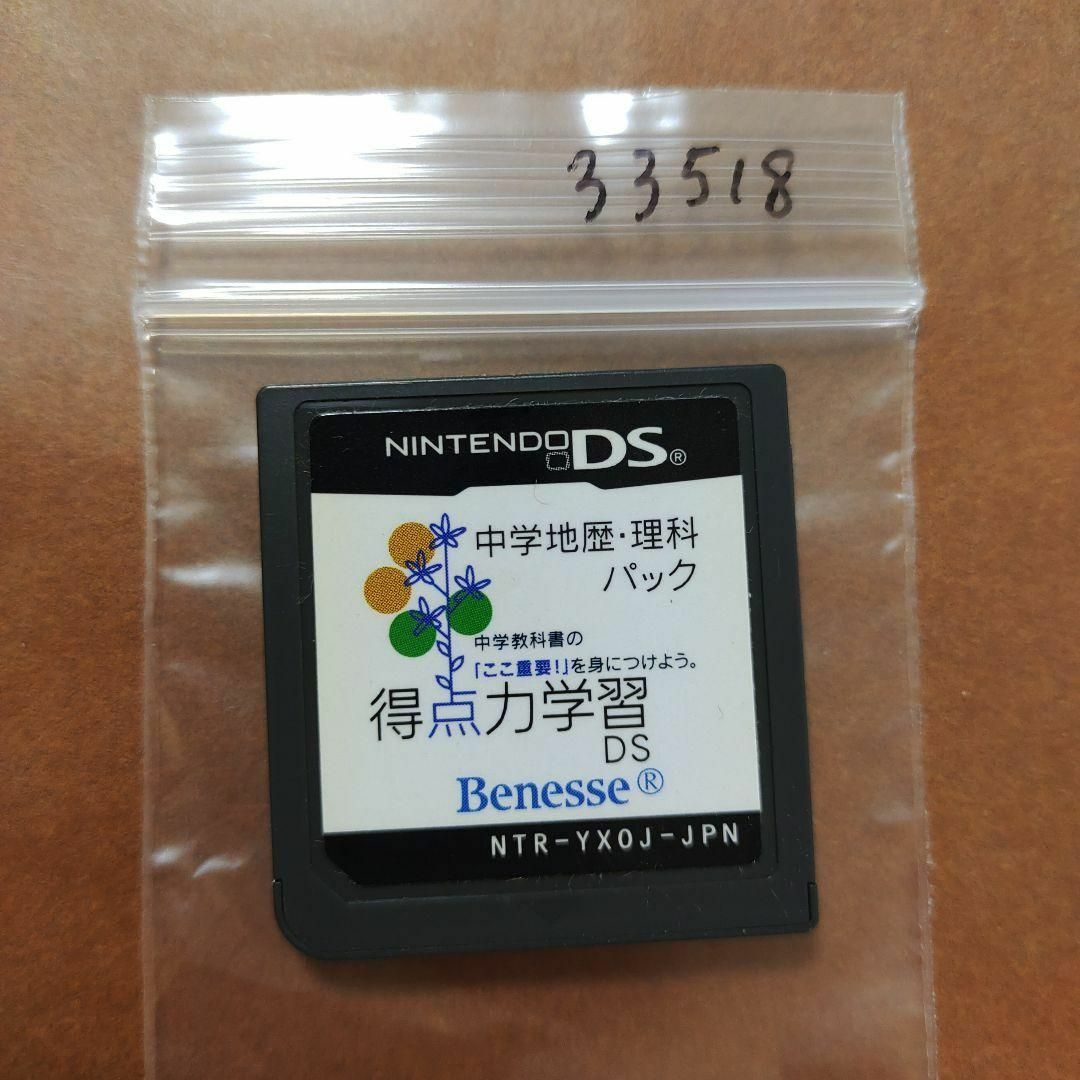 33518
NINTENDO DS®
中学地歴・理科
パック
中学教科書の
「ここ重要!」を身につけよう。
得点力学習
DS
Benesse®
NTR-YX0J-JPN